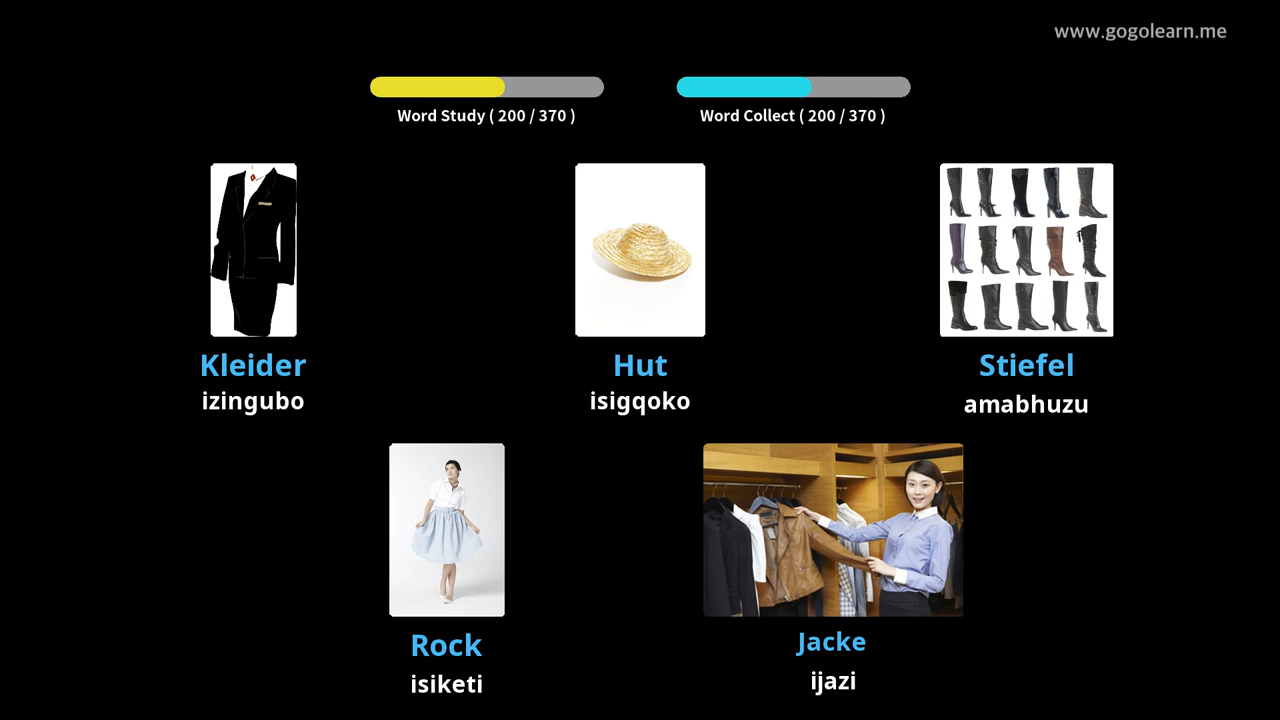 www.gogolearn.me
Word Study ( 200 / 370 )
Word Collect ( 200 / 370 )
Kleider
izingubo
Hut
isigqoko
Stiefel
amabhuzu
Rock
isiketi
Jacke
ijazi